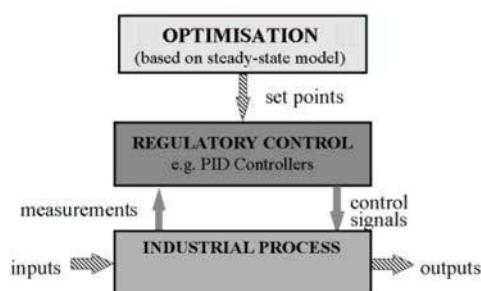 OPTIMISATION
(based on steady-state model)
set points
REGULATORY CONTROL
e.g. PID Controllers
measurements
control
signals
INDUSTRIAL PROCESS
inputs
outputs